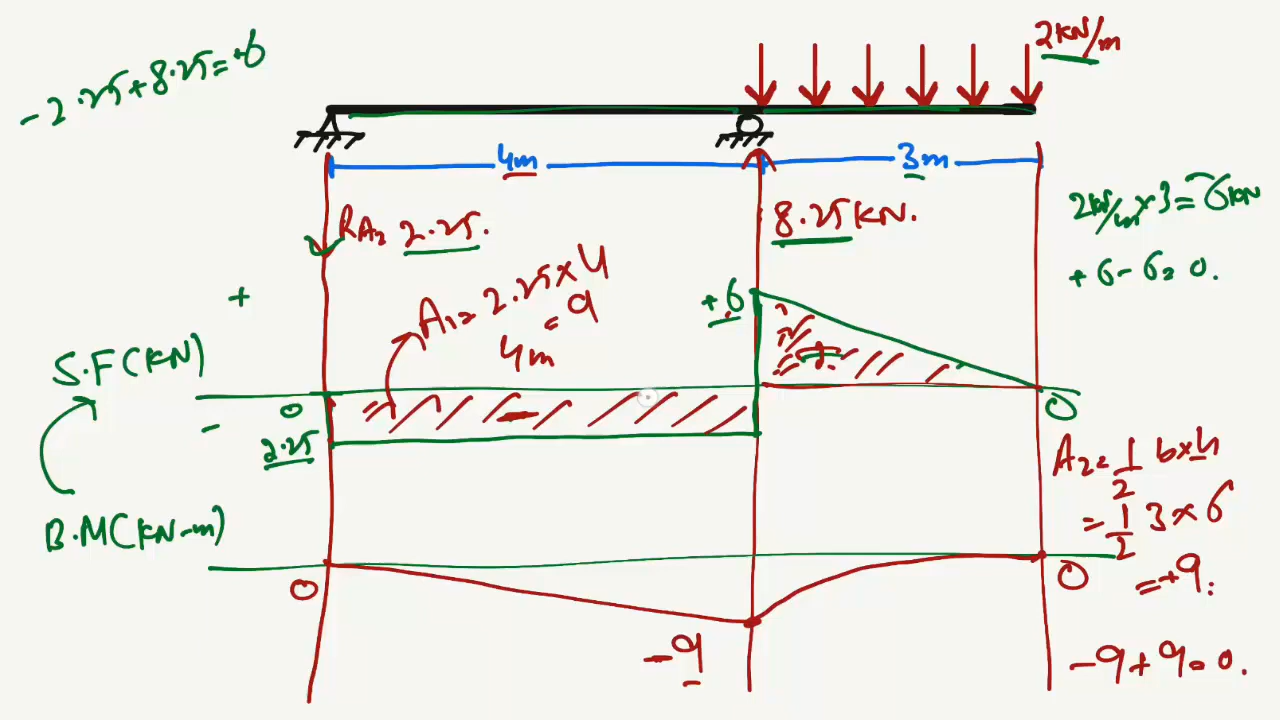 -2.25+8.25=+6
2KN/m
4m
3m
RA= 2.25.
8.25KN.
2KN/m×3=6KN
+6-6=0.
A1= 2.25×4
= 9
4m
+
+6
S.F(KN)
0
-
2.25
0
A2= 1/2 b×h
= 1/2 3×6
=+9.
B.M(KN-m)
0
0
-9
-9+9=0.